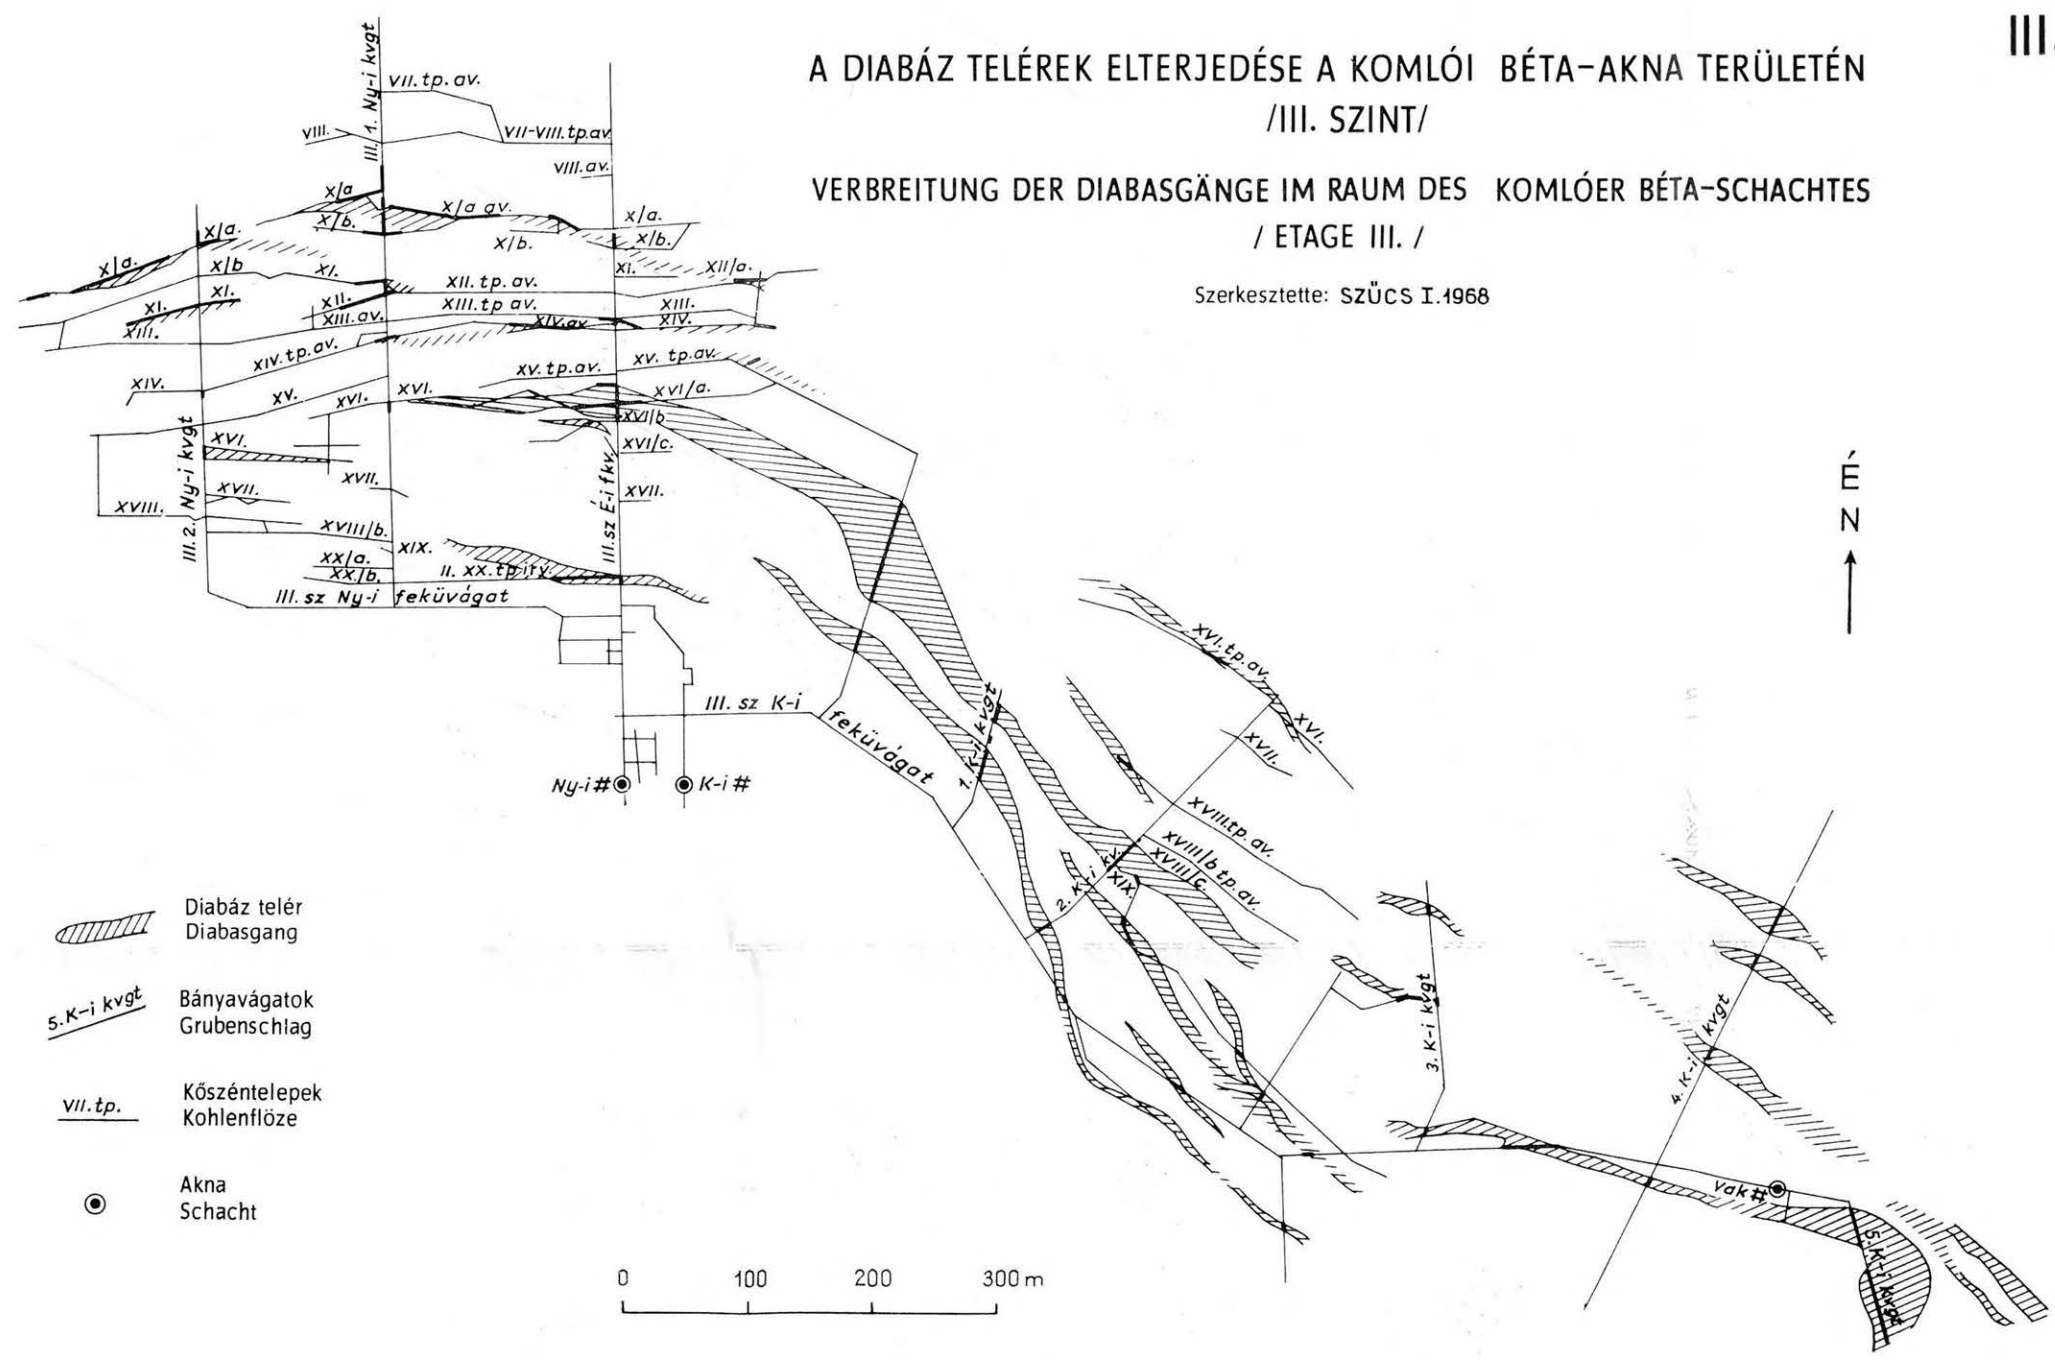 III.
A DIABÁZ TELÉREK ELTERJEDÉSE A KOMLÓI BÉTA-AKNA TERÜLETÉN
/III. SZINT/
VERBREITUNG DER DIABASGÄNGE IM RAUM DES KOMLÓER BÉTA-SCHACHTES
/ ETAGE III. /
Szerkesztette: SZÜCS I. 1968
III. 1. Ny-i kvgt
VII. tp. av.
VIII.
VII-VIII. tp. av.
VIII. av.
X/a
X/a av.
X/a.
X/b.
X/b.
X/b.
X/a.
X/a.
X/b
XI.
XI.
XII/a.
XII. tp. av.
XI.
XI.
XII.
XIII. tp av.
XIII.
XIII.
XIII. av.
XIV. av
XIV.
XIV. tp. av.
XV. tp. av.
XV. tp. av.
XIV.
XV.
XVI.
XVI.
XVI/a.
XVI/b
XVI.
XVI/c.
XVII.
XVII.
XVII.
XVIII.
XVIII/b.
XIX.
XX/a.
XX/b.
II. XX. tp irv.
III. 2. Ny-i kvgt
III. sz É-i fkv.
III. sz Ny-i feküvágat
III. sz K-i feküvágat
Ny-i #
K-i #
1. K-i kvgt
XVI. tp. av.
XVI.
XVII.
XVIII. tp. av.
XVIII/b tp. av.
XVIII/c.
XIX.
2. K-i kv.
3. K-i kvgt
4. K-i kvgt
Vak #
5. K-i kvgt
É
N
Diabáz telér
Diabasgang
5. K-i kvgt
Bányavágatok
Grubenschlag
VII. tp.
Kőszéntelepek
Kohlenflöze
Akna
Schacht
0 100 200 300 m